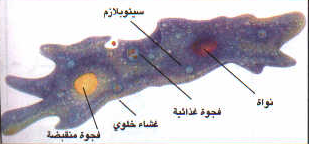 سيتوبلازم
نواة
فجوة غذائية
غشاء خلوي
فجوة منقبضة